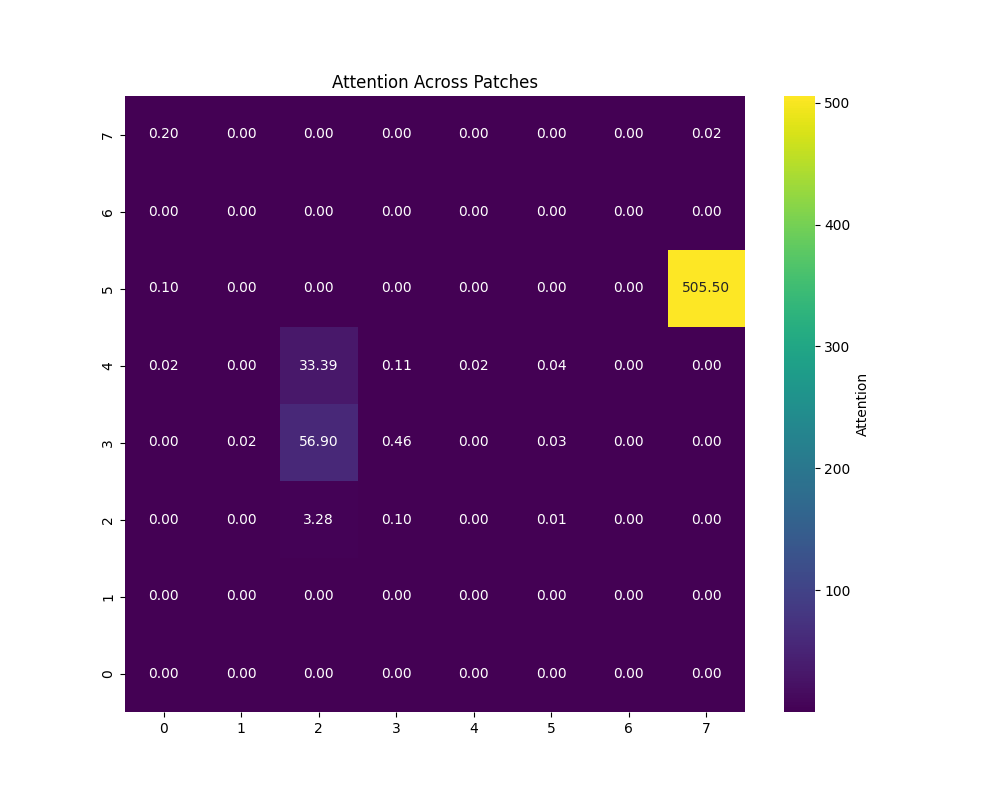 Attention Across Patches
7 0.20 0.00 0.00 0.00 0.00 0.00 0.00 0.02
6 0.00 0.00 0.00 0.00 0.00 0.00 0.00 0.00
5 0.10 0.00 0.00 0.00 0.00 0.00 0.00 505.50
4 0.02 0.00 33.39 0.11 0.02 0.04 0.00 0.00
3 0.00 0.02 56.90 0.46 0.00 0.03 0.00 0.00
2 0.00 0.00 3.28 0.10 0.00 0.01 0.00 0.00
1 0.00 0.00 0.00 0.00 0.00 0.00 0.00 0.00
0 0.00 0.00 0.00 0.00 0.00 0.00 0.00 0.00
0 1 2 3 4 5 6 7
500
400
300
200
100
Attention